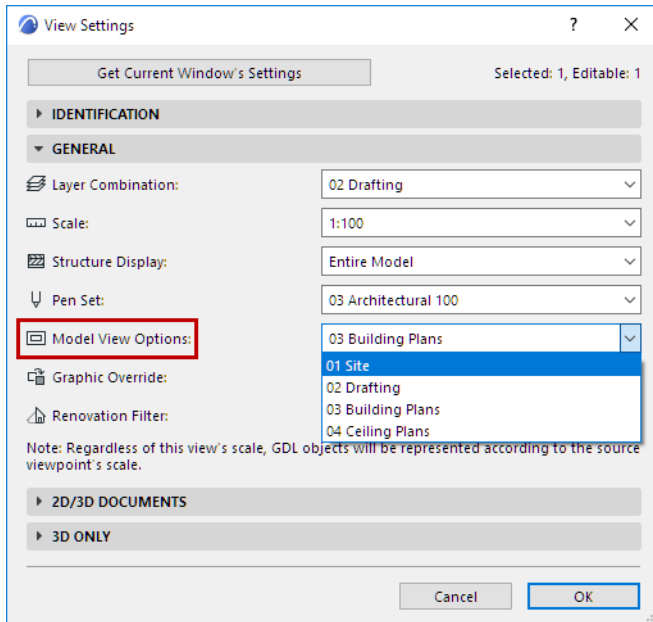 View Settings
?
Get Current Window's Settings
Selected: 1, Editable: 1
IDENTIFICATION
GENERAL
Layer Combination:
02 Drafting
Scale:
1:100
Structure Display:
Entire Model
Pen Set:
03 Architectural 100
Model View Options:
03 Building Plans
01 Site
Graphic Override:
02 Drafting
03 Building Plans
Renovation Filter:
04 Ceiling Plans
Note: Regardless of this view's scale, GDL objects will be represented according to the source
viewpoint's scale.
2D/3D DOCUMENTS
3D ONLY
Cancel
OK